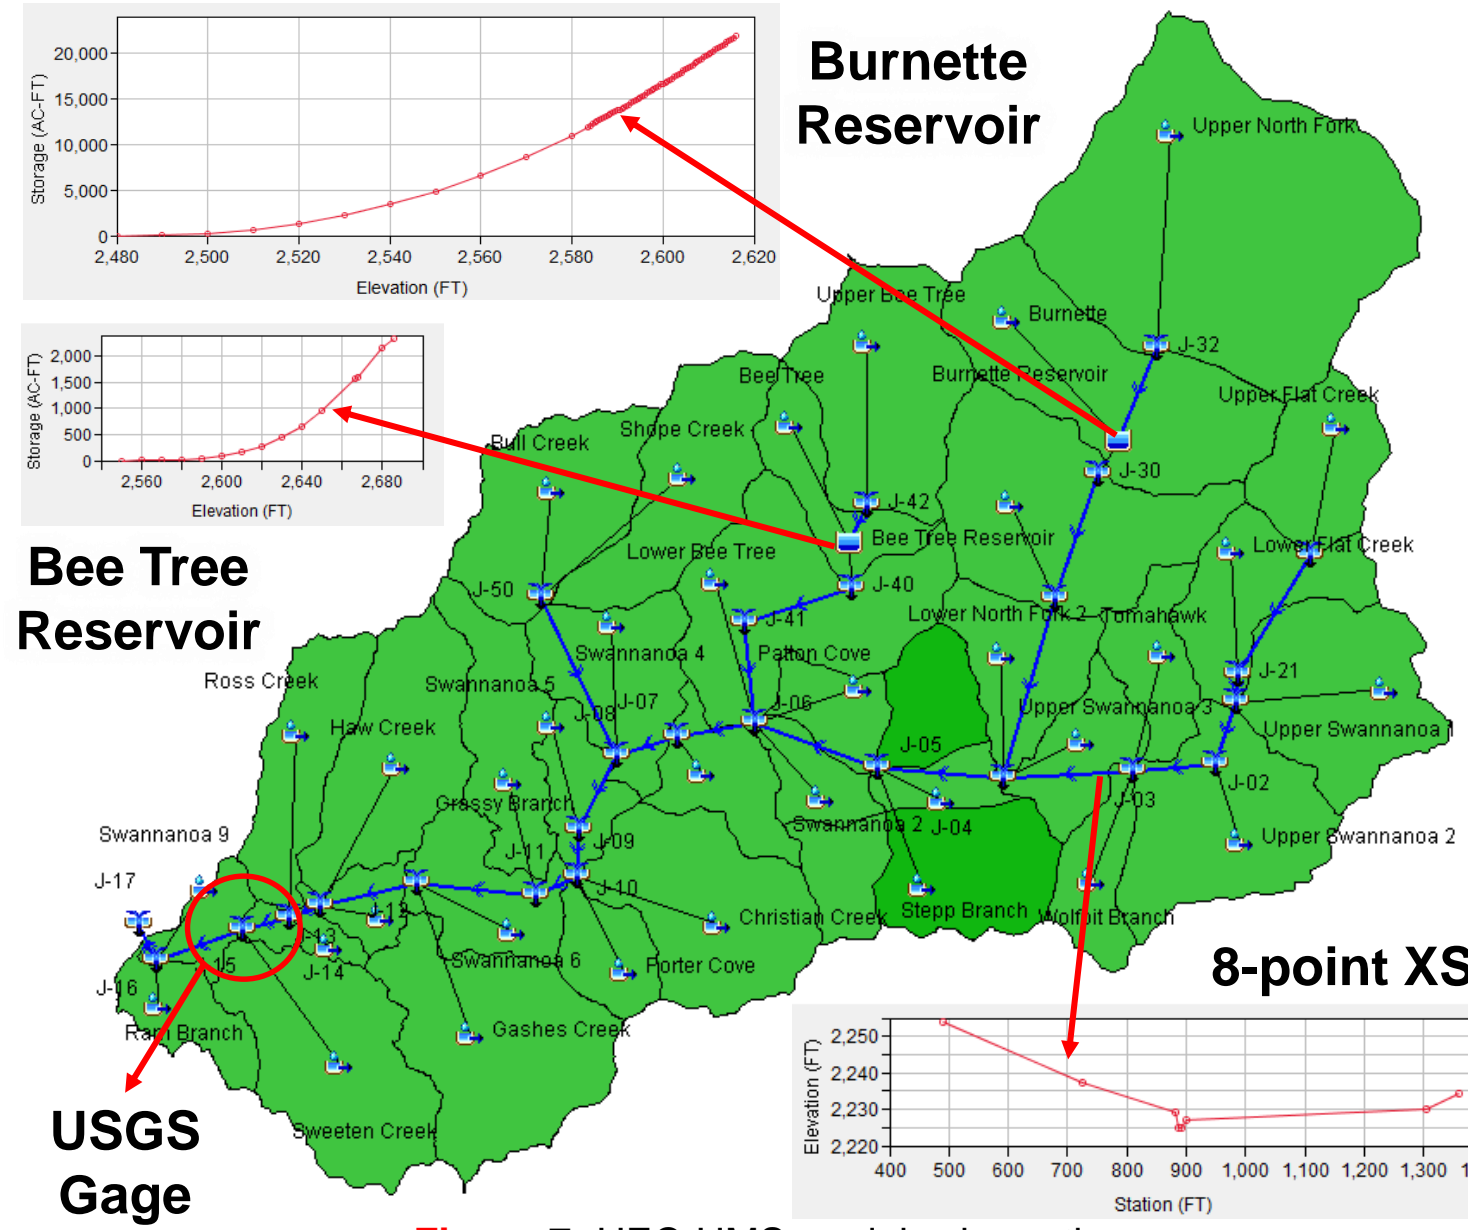 20,000
15,000
10,000
5,000
0
Storage (AC-FT)
2,480
2,500
2,520
2,540
2,560
2,580
2,600
2,620
Elevation (FT)
Burnette
Reservoir
Upper North Fork
Upper Bee Tree
Burnette
J-32
Burnette Reservoir
Bee Tree
Upper Flat Creek
2,000
1,500
1,000
500
0
Storage (AC-FT)
2,560
2,600
2,640
2,680
Elevation (FT)
Shope Creek
Bull Creek
J-30
J-42
Bee Tree Reservoir
Lower Bee Tree
Lower Flat Creek
Bee Tree
Reservoir
J-50
J-40
J-41
Lower North Fork 2
Tomahawk
Swannanoa 4
Patton Cove
J-21
Ross Creek
Swannanoa 5
J-07
J-06
Upper Swannanoa 3
J-08
Haw Creek
Upper Swannanoa 1
J-05
J-02
J-03
Grassy Branch
Swannanoa 2
J-04
Swannanoa 9
J-09
Upper Swannanoa 2
J-11
J-17
J-10
Stepp Branch
Christian Creek
Wolfpit Branch
J-12
J-13
Swannanoa 6
Porter Cove
15
J-14
J-16
Ram Branch
Gashes Creek
8-point XS
USGS
Gage
Sweeten Creek
2,250
2,240
2,230
2,220
Elevation (FT)
400
500
600
700
800
900
1,000
1,100
1,200
1,300
Station (FT)